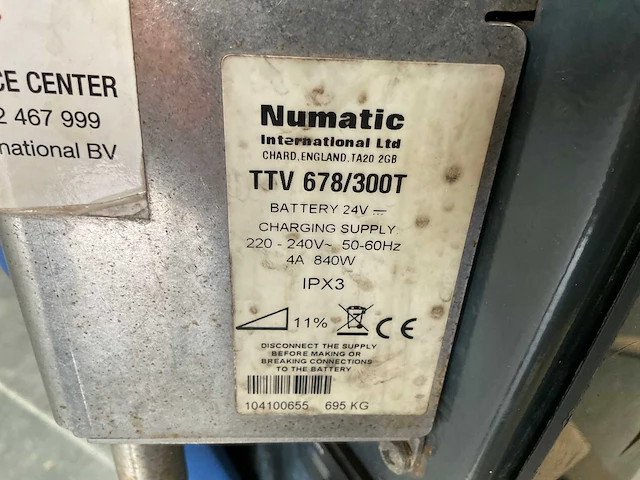 CE CENTER
2 467 999
national BV
Numatic
International Ltd
CHARD, ENGLAND, TA20 2GB
TTV 678/300T
BATTERY 24V ⎓
CHARGING SUPPLY
220 - 240V~ 50-60Hz
4A 840W
IPX3
11% CE
DISCONNECT THE SUPPLY
BEFORE MAKING OR
BREAKING CONNECTIONS
TO THE BATTERY
104100655 695 KG